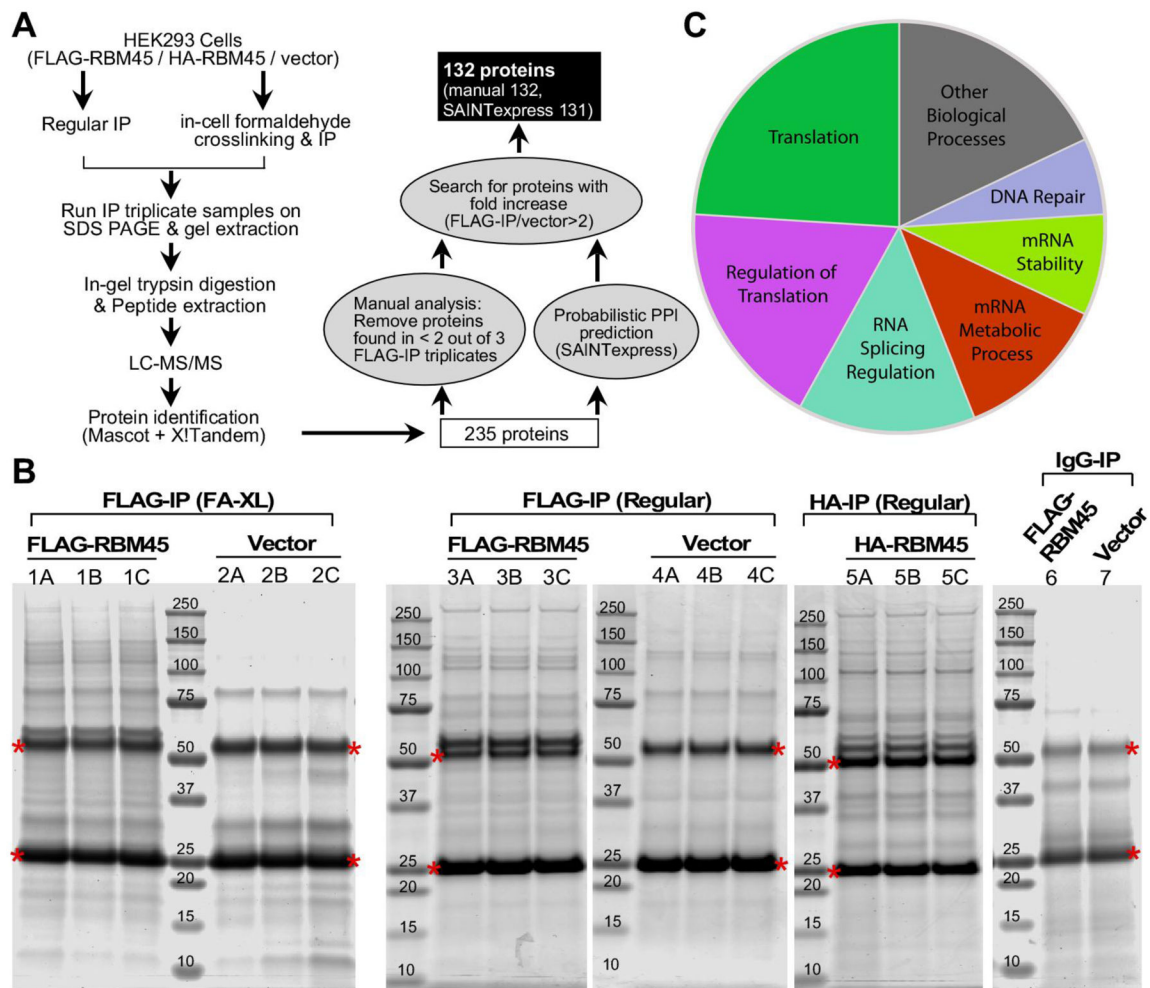 A
HEK293 Cells
(FLAG-RBM45 / HA-RBM45 / vector)
Regular IP
in-cell formaldehyde
crosslinking & IP
Run IP triplicate samples on
SDS PAGE & gel extraction
In-gel trypsin digestion
& Peptide extraction
LC-MS/MS
Protein identification
(Mascot + X!Tandem)
132 proteins
(manual 132,
SAINTexpress 131)
Search for proteins with
fold increase
(FLAG-IP/vector>2)
Manual analysis:
Remove proteins
found in < 2 out of 3
FLAG-IP triplicates
Probabilistic PPI
prediction
(SAINTexpress)
235 proteins
C
Translation
Other
Biological
Processes
DNA Repair
mRNA
Stability
mRNA
Metabolic
Process
RNA
Splicing
Regulation
Regulation of
Translation
B
FLAG-IP (FA-XL)
FLAG-RBM45
Vector
1A 1B 1C
2A 2B 2C
250
150
100
75
50
37
25
20
15
10
*
*
*
*
FLAG-IP (Regular)
FLAG-RBM45
Vector
3A 3B 3C
4A 4B 4C
250
150
100
75
50
37
25
20
15
10
*
*
250
150
100
75
50
37
25
20
15
10
*
*
HA-IP (Regular)
HA-RBM45
5A 5B 5C
250
150
100
75
50
37
25
20
15
10
*
*
IgG-IP
FLAG-
RBM45
Vector
6 7
250
150
100
75
50
37
25
20
15
10
*
*